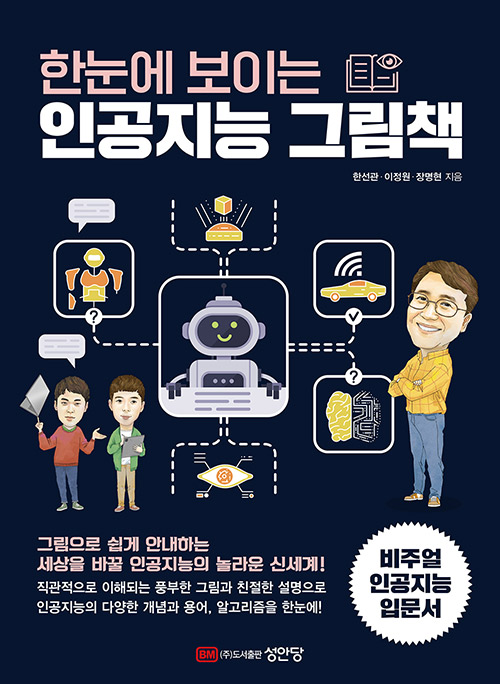 한눈에 보이는
인공지능 그림책
한선관·이정원·장명현 지음
?
?
그림으로 쉽게 안내하는
세상을 바꿀 인공지능의 놀라운 신세계!
직관적으로 이해되는 풍부한 그림과 친절한 설명으로
인공지능의 다양한 개념과 용어, 알고리즘을 한눈에!
비주얼
인공지능
입문서
BM (주)도서출판 성안당